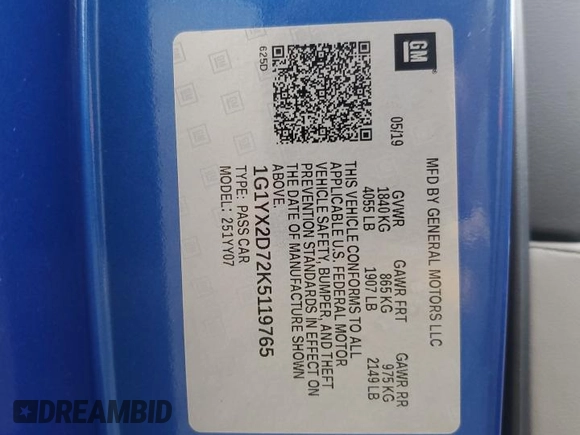 GM
MFD BY GENERAL MOTORS LLC
05/19
GVWR GAWR FRT GAWR RR
1840 KG 865 KG 975 KG
4055 LB 1907 LB 2149 LB
THIS VEHICLE CONFORMS TO ALL
APPLICABLE U.S. FEDERAL MOTOR
VEHICLE SAFETY, BUMPER, AND THEFT
PREVENTION STANDARDS IN EFFECT ON
THE DATE OF MANUFACTURE SHOWN
ABOVE.
1G1YX2D72K5119765
TYPE: PASS CAR
MODEL: 251YY07
625D
DREAMBID